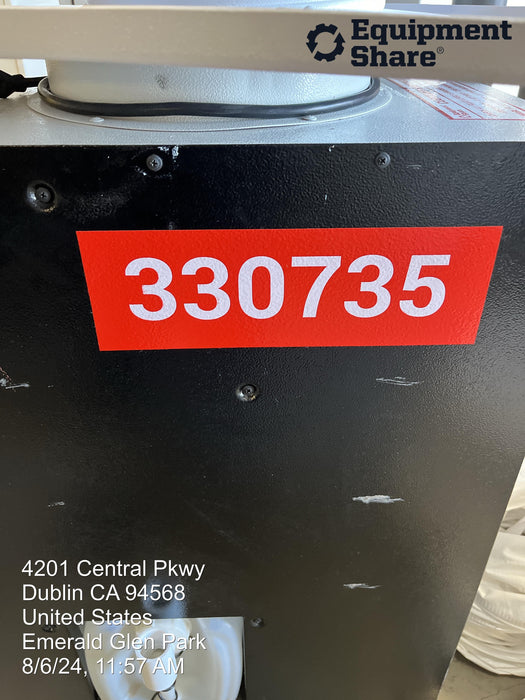 Equipment
Share®
330735
4201 Central Pkwy
Dublin CA 94568
United States
Emerald Glen Park
8/6/24, 11:57 AM